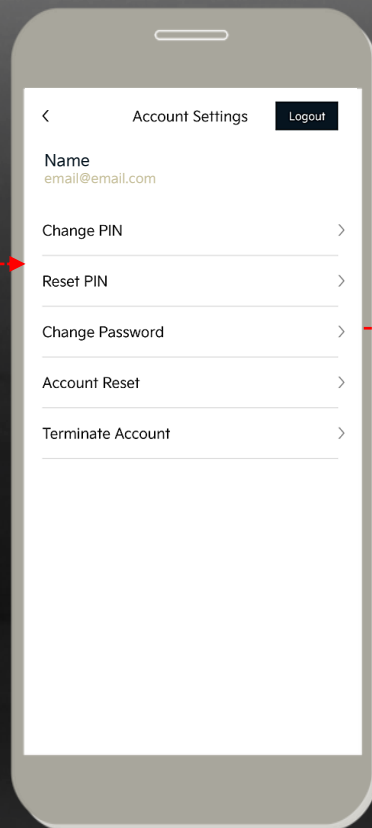 Account Settings
Logout
Name
email@email.com
Change PIN
Reset PIN
Change Password
Account Reset
Terminate Account